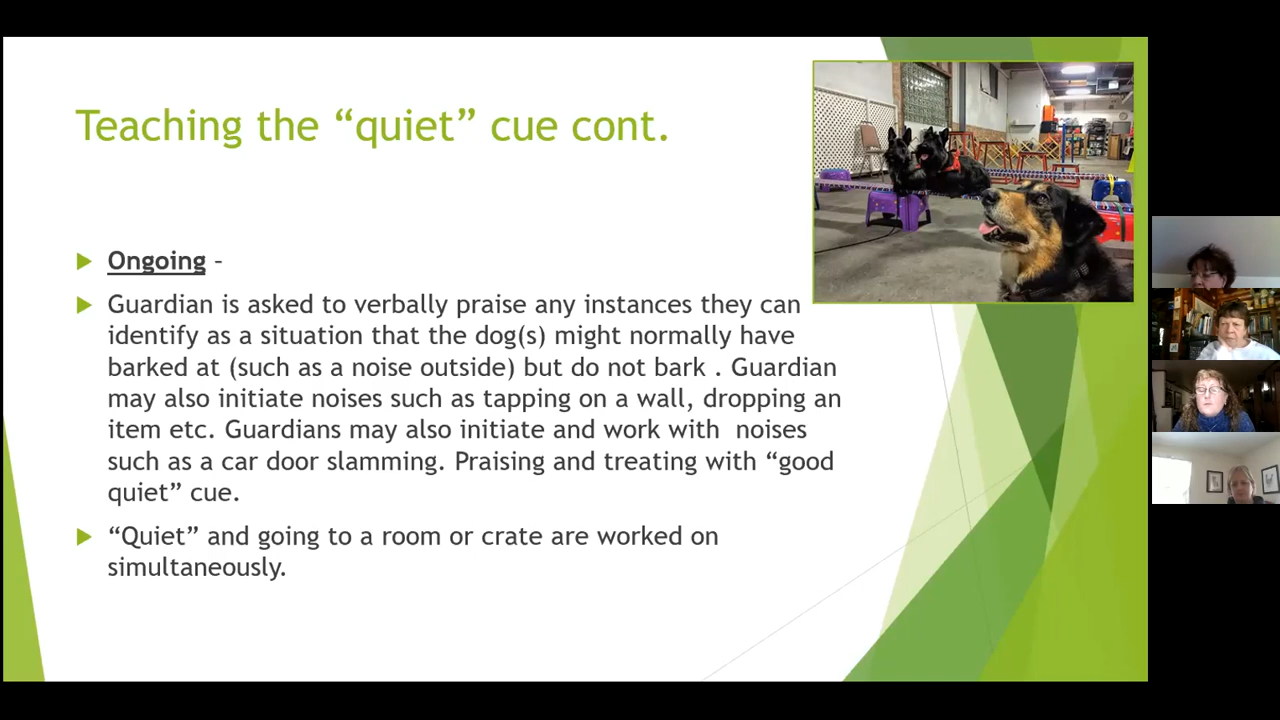 Teaching the “quiet” cue cont.
Ongoing –
Guardian is asked to verbally praise any instances they can
identify as a situation that the dog(s) might normally have
barked at (such as a noise outside) but do not bark . Guardian
may also initiate noises such as tapping on a wall, dropping an
item etc. Guardians may also initiate and work with  noises
such as a car door slamming. Praising and treating with “good
quiet” cue.
“Quiet” and going to a room or crate are worked on
simultaneously.